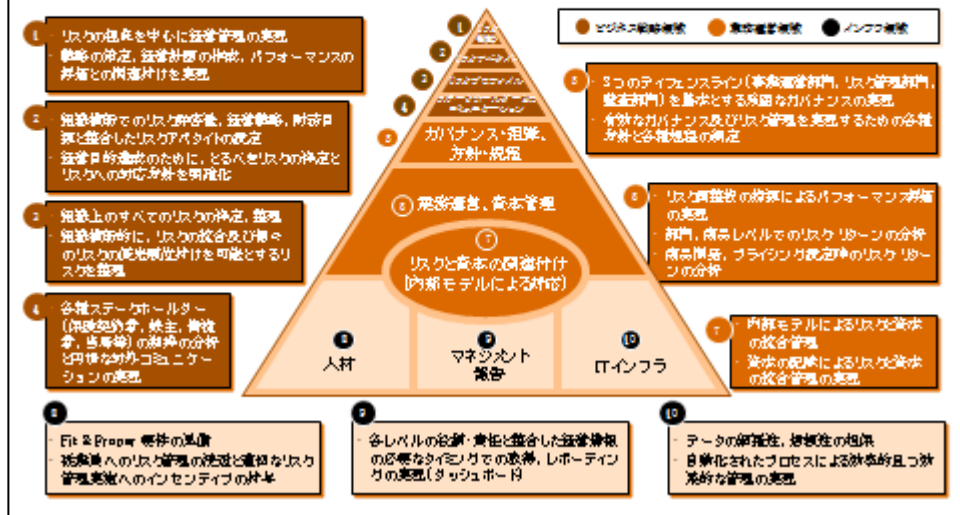 1
・リスクの視点を中心に経営管理の実現
・戦略の策定、経営計画の作成、パフォーマンスの
評価との関連付けを実現
2
・組織横断でのリスク許容度、経営戦略、財務目
標と整合したリスクアペタイトの設定
・経営目的達成のために、とるべきリスクの特定と
リスクへの対応方針を明確化
3
・組織上のすべてのリスクの特定、整理
・組織横断的に、リスクの統合及び個々
のリスクの優先順位付けを可能とするリ
スクを整理
4
・各種ステークホールダー
(保険契約者、株主、
当局等)の期待の分析
と円滑な対外コミュニケー
ションの実現
1
2
3
4
5
ガバナンス・組織、
方針・規程
6 業務運営、資本管理
7
リスクと資本の関連付け
(内部モデルによる対応)
8
人材
9
マネジメント
報告
10
ITインフラ
ビジネス戦略領域
業務運営領域
インフラ領域
5
・3つのディフェンスライン(事業運営部門、リスク管理部門、
監査部門)を基本とする強固なガバナンスの実現
・有効なガバナンス及びリスク管理を実現するための各種
方針と各種規程の制定
6
・リスク調整後の指標によるパフォーマンス評価
の実現
・部門、商品レベルでのリスク リターンの分析
・商品開発、プライシング設定時のリスク リター
ンの分析
7
・内部モデルによるリスクと資本
の統合管理
・資本の配賦によるリスクと資本
の統合管理の実現
8
・Fit & Proper 要件の準備
・従業員へのリスク管理の浸透と適切なリスク
管理実施へのインセンティブの付与
9
・各レベルの役割・責任と整合した経営情報
の必要なタイミングでの取得、レポーティン
グの実現(ダッシュボード)
10
・データの網羅性、
・自動化されたプロセスによる効率的且つ効
果的な管理の実現